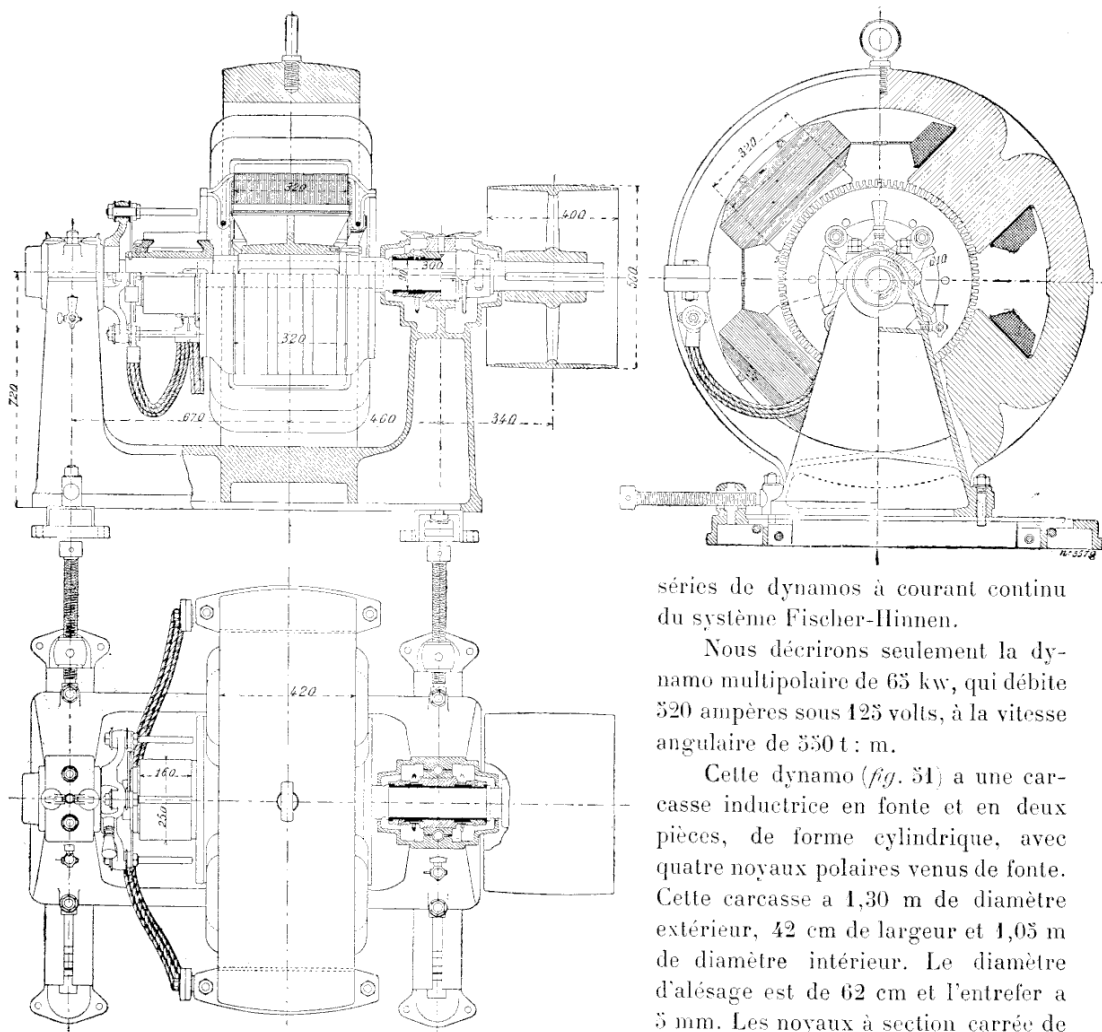 320
320
400
300
610
320
720
670
460
340
420
160
250
séries de dynamos à courant continu
du système Fischer-Hinnen.
Nous décrirons seulement la dy-
namo multipolaire de 65 kw, qui débite
520 ampères sous 125 volts, à la vitesse
angulaire de 550 t : m.
Cette dynamo (fig. 51) a une car-
casse inductrice en fonte et en deux
pièces, de forme cylindrique, avec
quatre noyaux polaires venus de fonte.
Cette carcasse a 1,30 m de diamètre
extérieur, 42 cm de largeur et 1,05 m
de diamètre intérieur. Le diamètre
d'alésage est de 62 cm et l'entrefer a
5 mm. Les noyaux à section carrée de